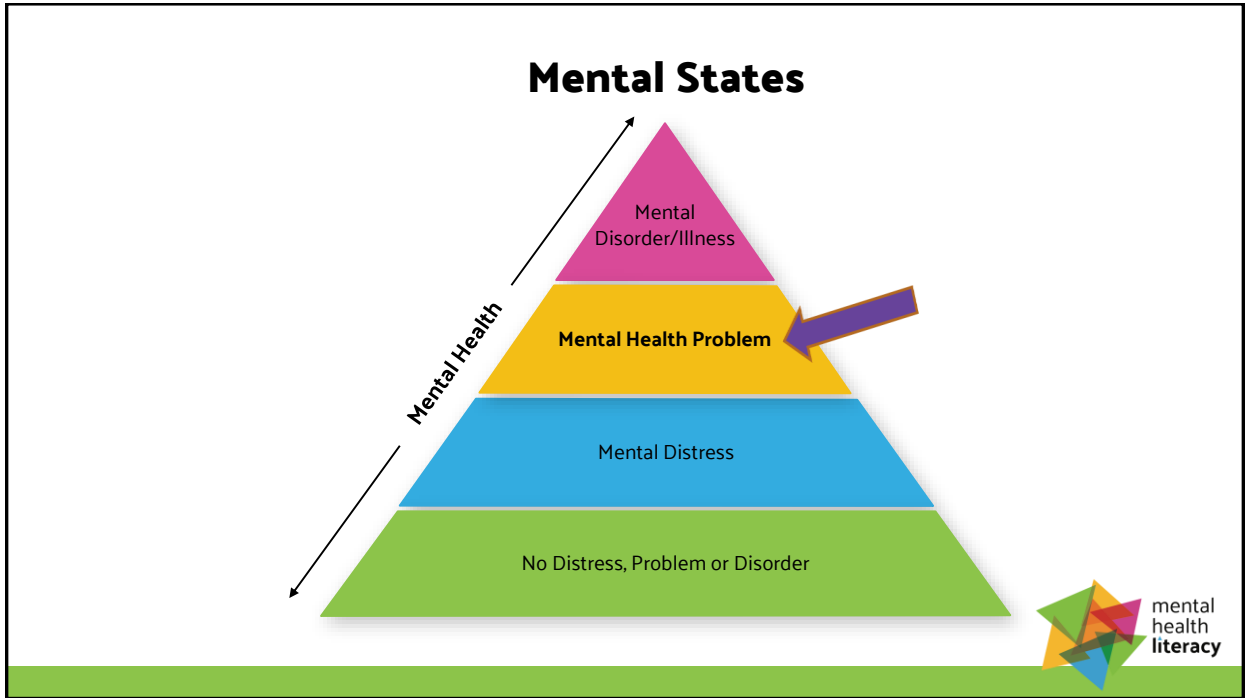 Mental States
Mental
Disorder/Illness
Mental Health
Mental Health Problem
Mental Distress
No Distress, Problem or Disorder
mental
health
literacy